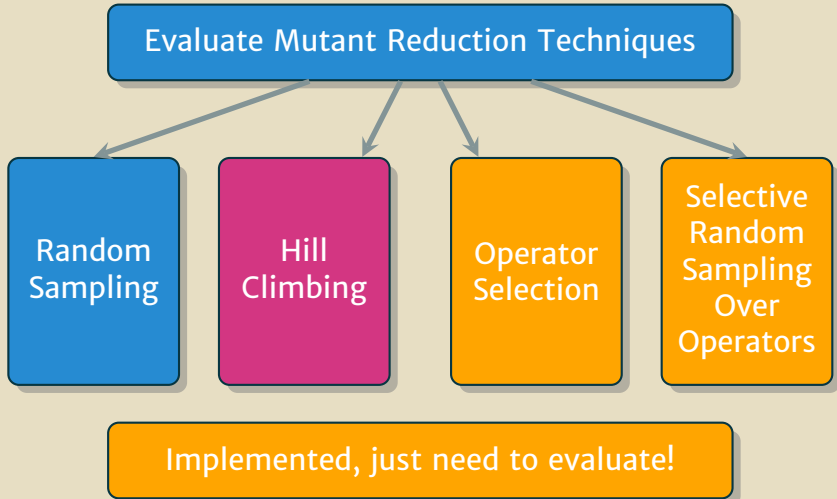 Evaluate Mutant Reduction Techniques
Random
Sampling
Hill
Climbing
Operator
Selection
Selective
Random
Sampling
Over
Operators
Implemented, just need to evaluate!